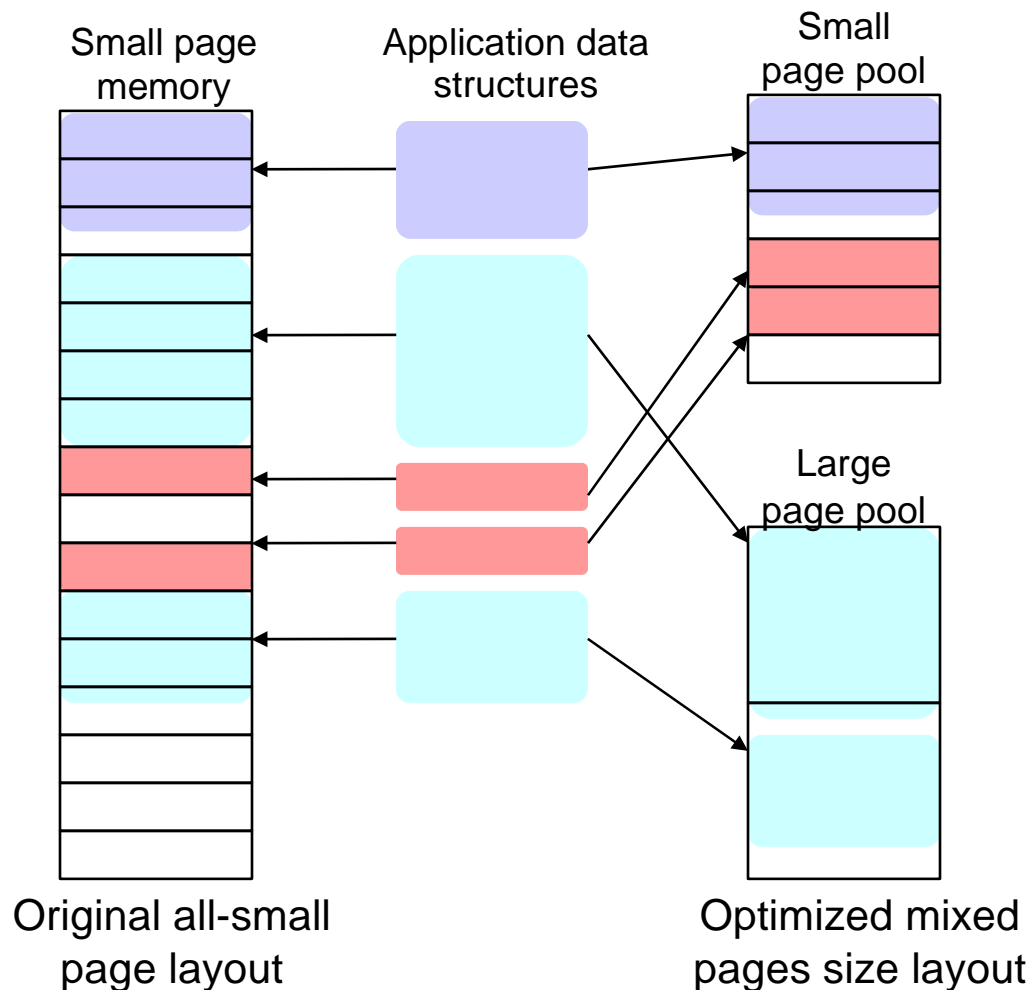 Small page
memory
Application data
structures
Small
page pool
Large
page pool
Original all-small
page layout
Optimized mixed
pages size layout